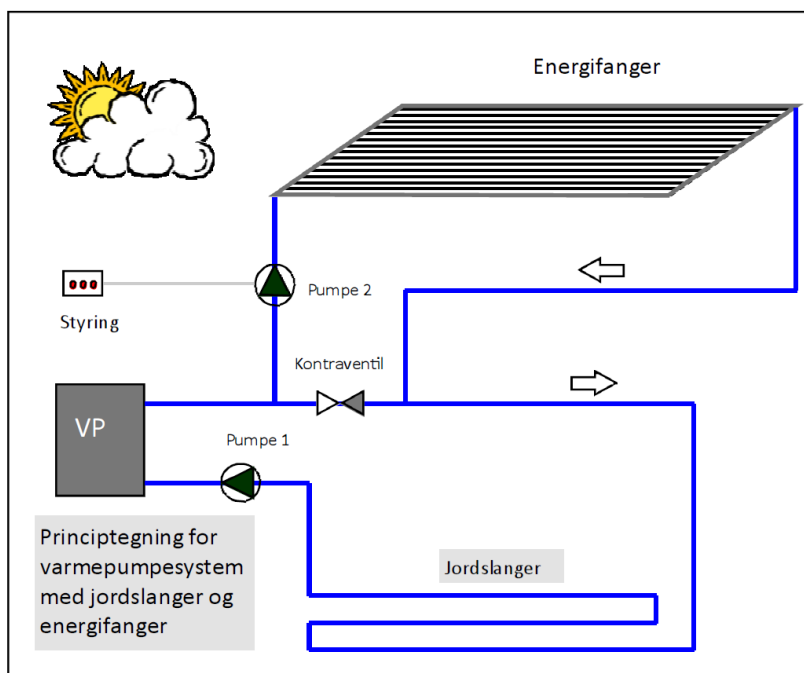 Energifanger
Pumpe 2
Styring
Kontraventil
VP
Pumpe 1
Principtegning for
varmepumpesystem
med jordslanger og
energifanger
Jordslanger